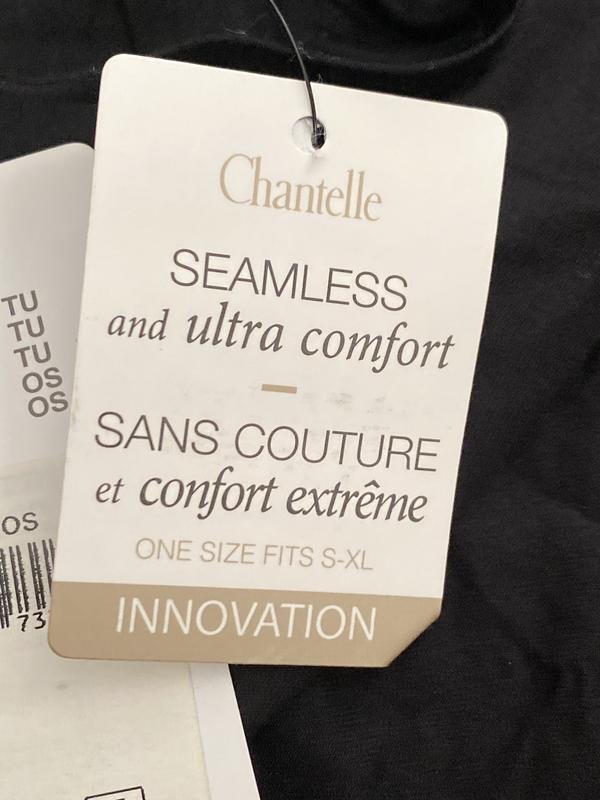 Chantelle
SEAMLESS
and ultra comfort
SANS COUTURE
et confort extrême
ONE SIZE FITS S-XL
INNOVATION
TU
TU
TU
OS
OS
OS
73